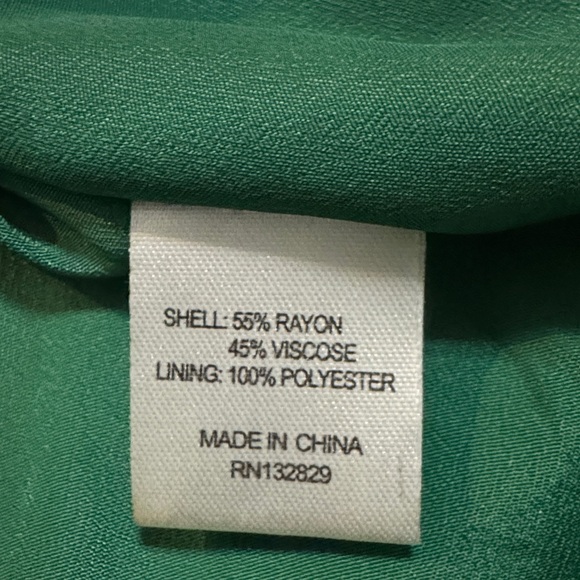 SHELL: 55% RAYON
45% VISCOSE
LINING: 100% POLYESTER
MADE IN CHINA
RN132829